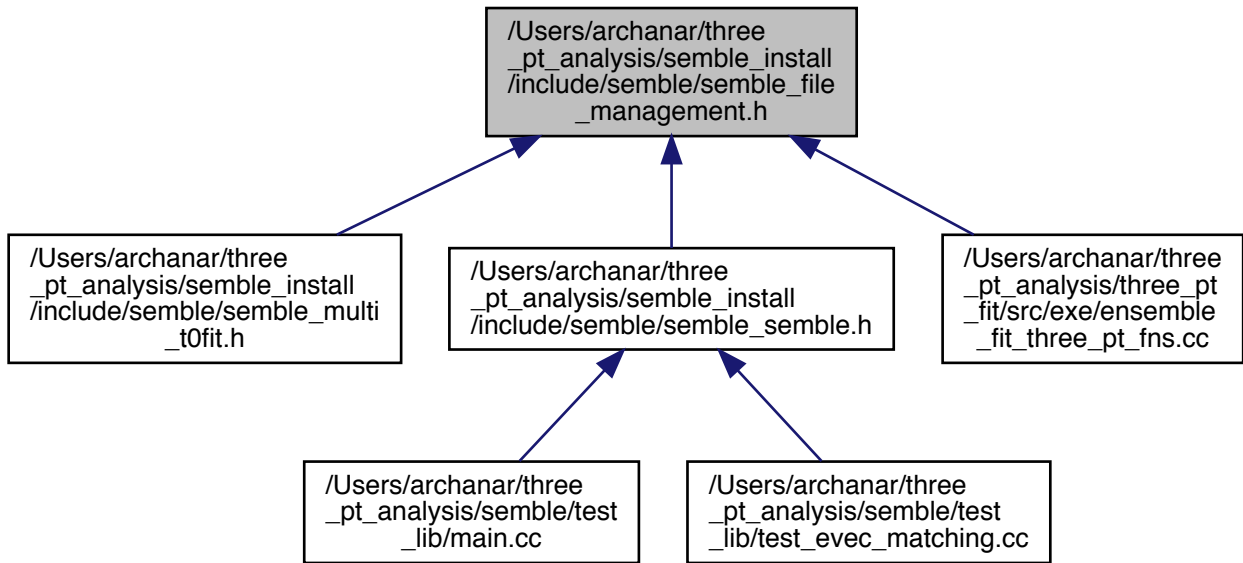 /Users/archanar/three
_pt_analysis/semble_install
/include/semble/semble_file
_management.h
/Users/archanar/three
_pt_analysis/semble_install
/include/semble/semble_multi
_t0fit.h
/Users/archanar/three
_pt_analysis/semble_install
/include/semble/semble_semble.h
/Users/archanar/three
_pt_analysis/three_pt
_fit/src/exe/ensemble
_fit_three_pt_fns.cc
/Users/archanar/three
_pt_analysis/semble/test
_lib/main.cc
/Users/archanar/three
_pt_analysis/semble/test
_lib/test_evec_matching.cc